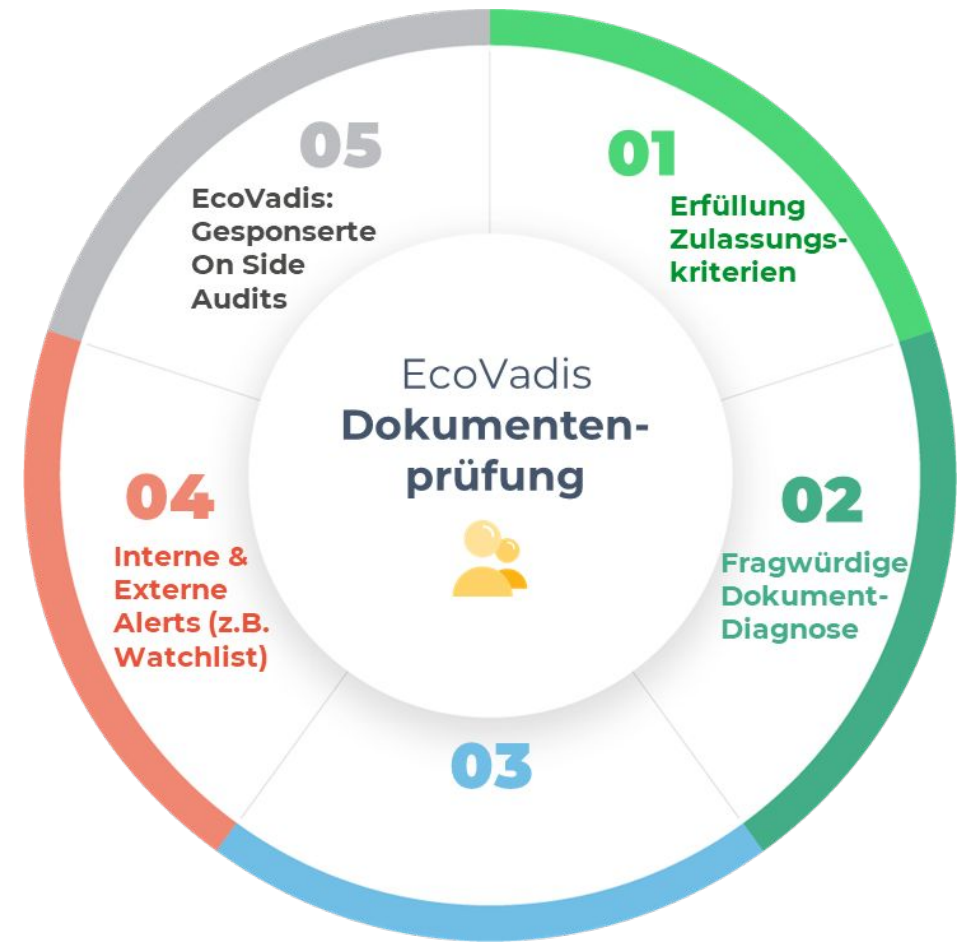 EcoVadis
Dokumenten-
prüfung
01
Erfüllung
Zulassungs-
kriterien
02
Fragwürdige
Dokument-
Diagnose
03
04
Interne &
Externe
Alerts (z.B.
Watchlist)
05
EcoVadis:
Gesponserte
On Side
Audits